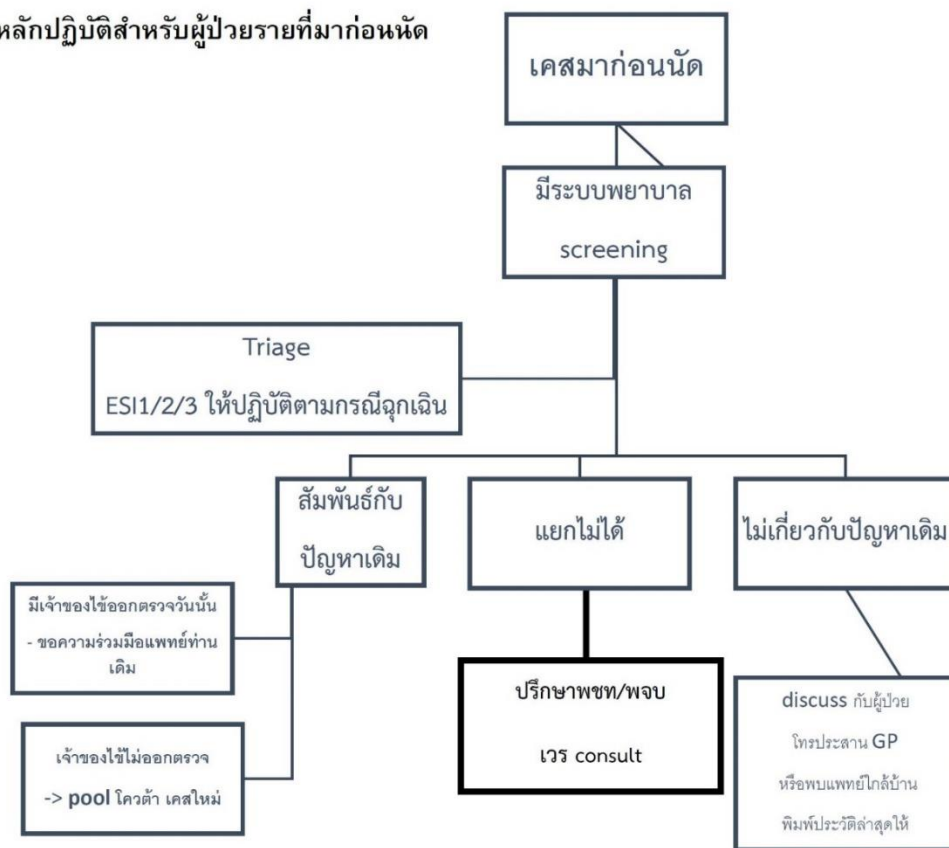 หลักปฏิบัติสำหรับผู้ป่วยรายที่มาก่อนนัด
เคสมาก่อนนัด
มีระบบพยาบาล
screening
Triage
ESI1/2/3 ให้ปฏิบัติตามกรณีฉุกเฉิน
สัมพันธ์กับ
ปัญหาเดิม
แยกไม่ได้
ไม่เกี่ยวกับปัญหาเดิม
มีเจ้าของไข้ออกตรวจวันนั้น
- ขอความร่วมมือแพทย์ท่าน
เดิม
เจ้าของไข้ไม่ออกตรวจ
-> pool โควต้า เคสใหม่
ปรึกษาพชท/พจบ
เวร consult
discuss กับผู้ป่วย
โทรประสาน GP
หรือพบแพทย์ใกล้บ้าน
พิมพ์ประวัติล่าสุดให้